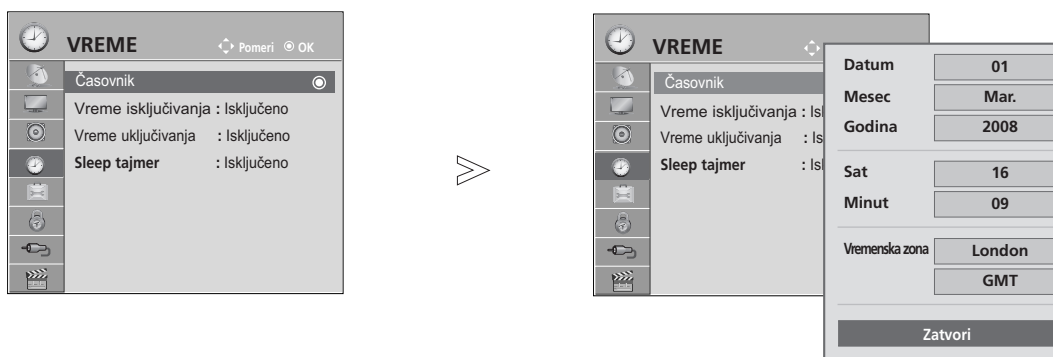 VREME Pomeri OK
Časovnik
Vreme isključivanja : Isključeno
Vreme uključivanja : Isključeno
Sleep tajmer : Isključeno
>
VREME
Časovnik
Vreme isključivanja : Isl
Vreme uključivanja : Is
Sleep tajmer : Isl
Datum 01
Mesec Mar.
Godina 2008
Sat 16
Minut 09
Vremenska zona London
GMT
Zatvori